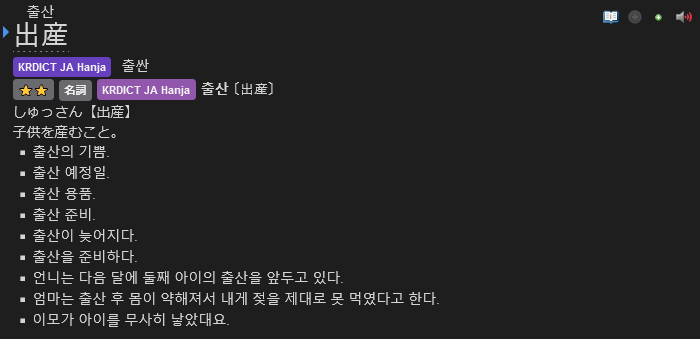 출산
出産
KRDICT JA Hanja 출싼
⭐⭐ 名詞 KRDICT JA Hanja 출산〔出産〕
しゅっさん【出産】
子供を産むこと。
▪ 출산의 기쁨.
▪ 출산 예정일.
▪ 출산 용품.
▪ 출산 준비.
▪ 출산이 늦어지다.
▪ 출산을 준비하다.
▪ 언니는 다음 달에 둘째 아이의 출산을 앞두고 있다.
▪ 엄마는 출산 후 몸이 약해져서 내게 젖을 제대로 못 먹였다고 한다.
▪ 이모가 아이를 무사히 낳았대요.